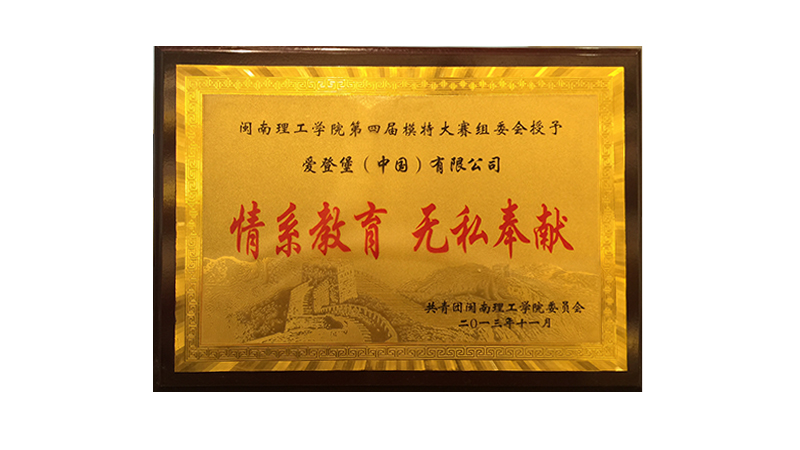 闽南理工学院第四届模特大赛组委会授予
爱登堡（中国）有限公司
情系教育 无私奉献
共青团闽南理工学院委员会
二〇一三年十一月